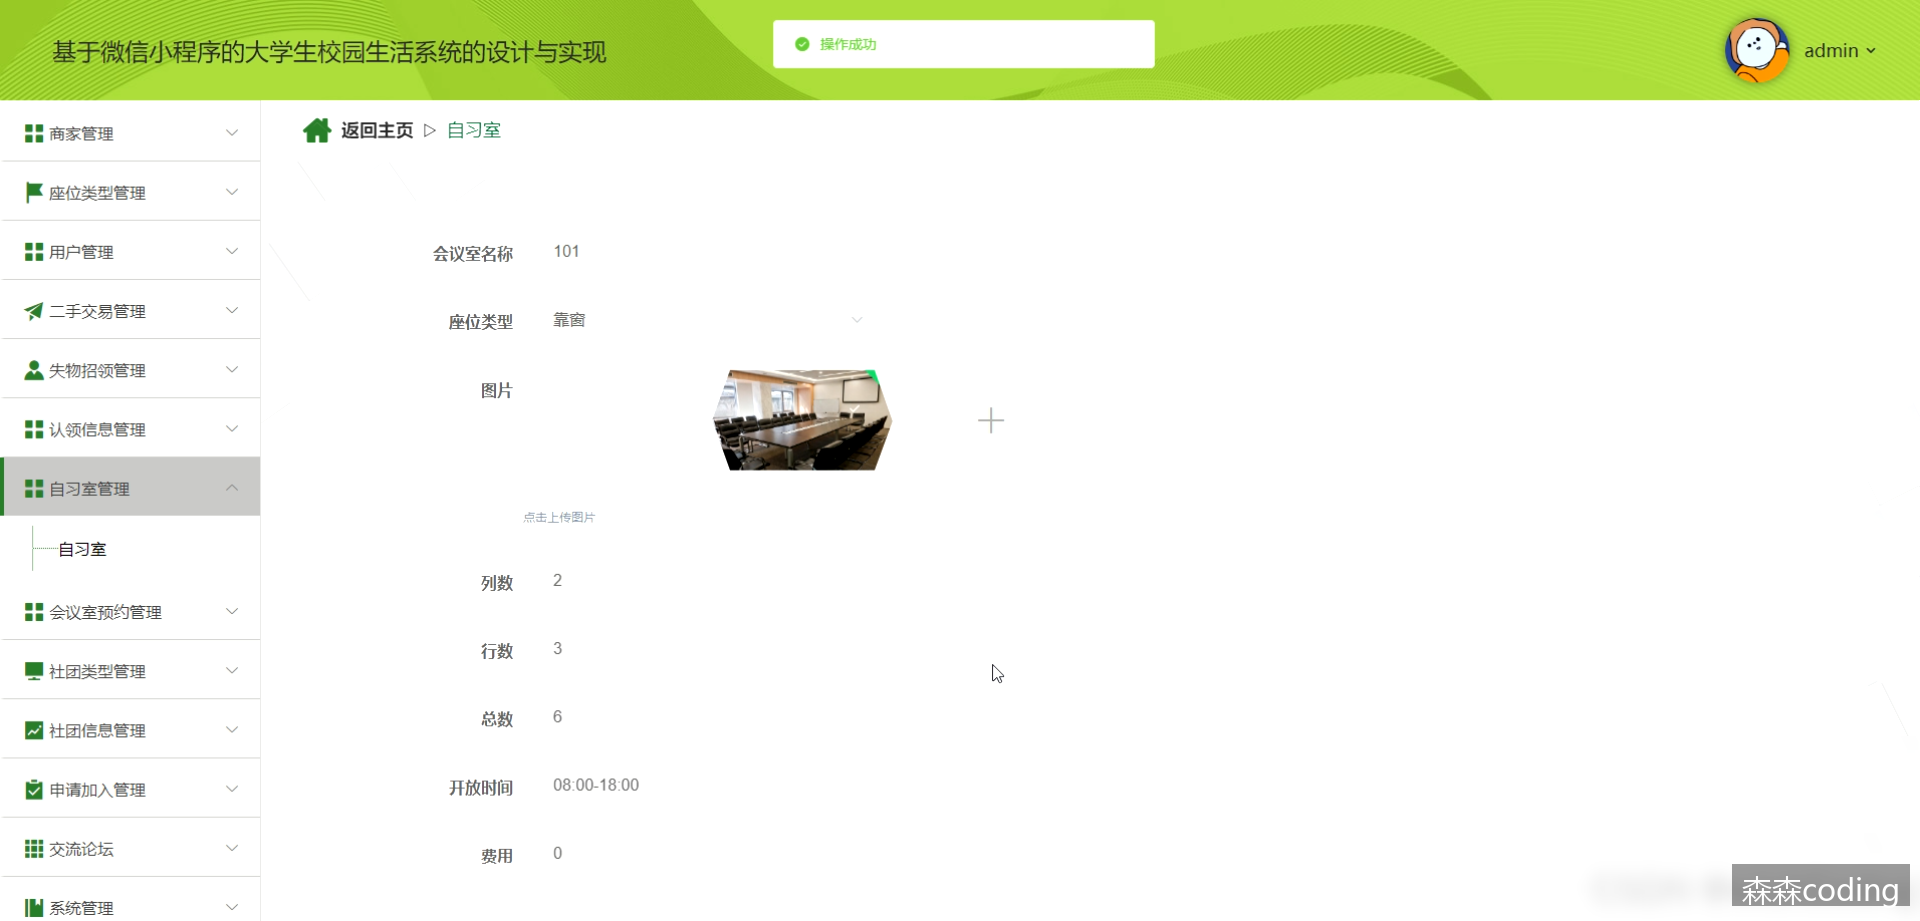 基于微信小程序的大学生校园生活系统的设计与实现
操作成功
admin
商家管理
座位类型管理
用户管理
二手交易管理
失物招领管理
认领信息管理
自习室管理
自习室
会议室预约管理
社团类型管理
社团信息管理
申请加入管理
交流论坛
系统管理
返回主页 ▷ 自习室
会议室名称 101
座位类型 靠窗
图片
点击上传图片
列数 2
行数 3
总数 6
开放时间 08:00-18:00
费用 0
森森coding